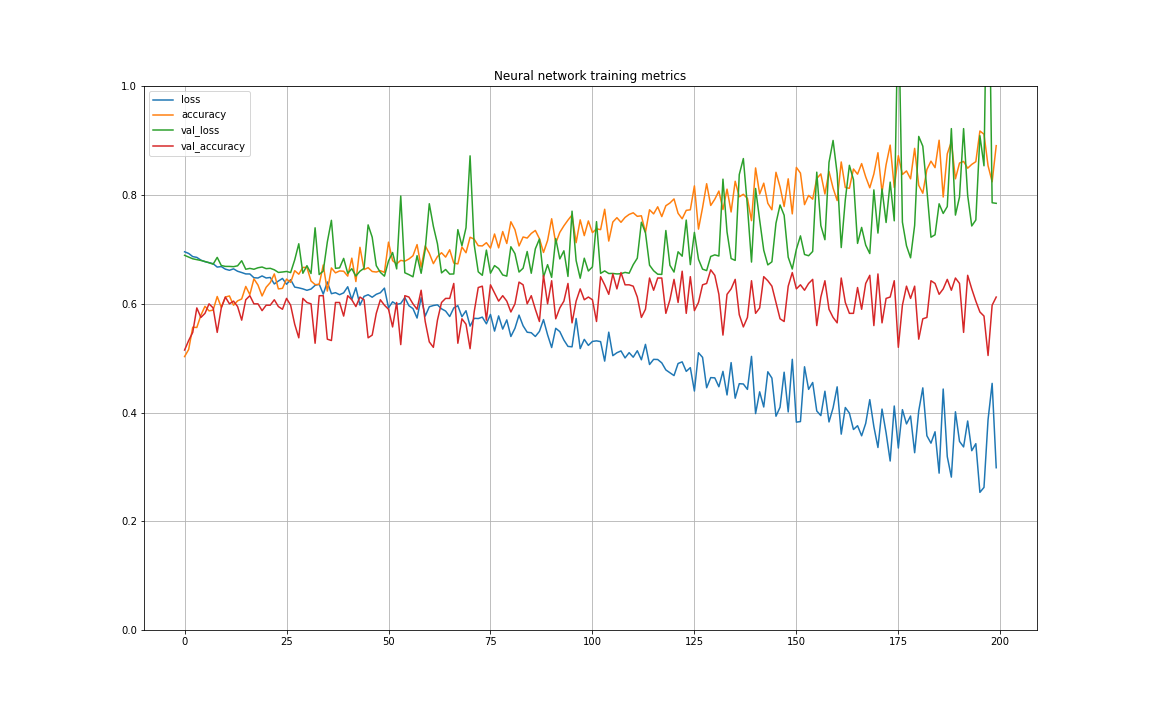 Neural network training metrics
1.0
0.8
0.6
0.4
0.2
0.0
loss
accuracy
val_loss
val_accuracy
0 25 50 75 100 125 150 175 200